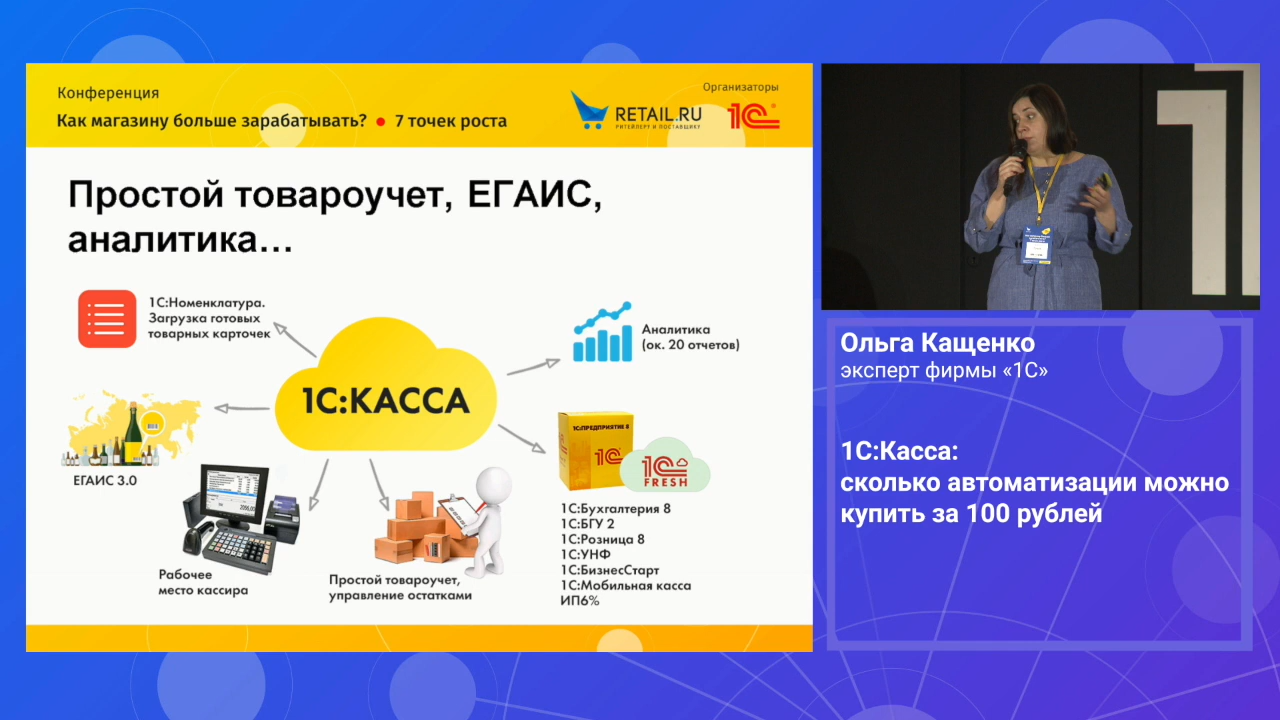 Конференция
Как магазину больше зарабатывать? • 7 точек роста
RETAIL.RU
РИТЕЙЛЕРУ И ПОСТАВЩИКУ
Организаторы
1С
Простой товароучет, ЕГАИС,
аналитика...
1С:Номенклатура.
Загрузка готовых
товарных карточек
1С:КАССА
Аналитика
(ок. 20 отчетов)
ЕГАИС 3.0
1С:ПРЕДПРИЯТИЕ 8
1С
1С
FRESH
Рабочее
место кассира
Простой товароучет,
управление остатками
1С:Бухгалтерия 8
1С:БГУ 2
1С:Розница 8
1С:УНФ
1С:БизнесСтарт
1С:Мобильная касса
ИП6%
Ольга Кащенко
эксперт фирмы «1С»
1С:Касса:
сколько автоматизации можно
купить за 100 рублей